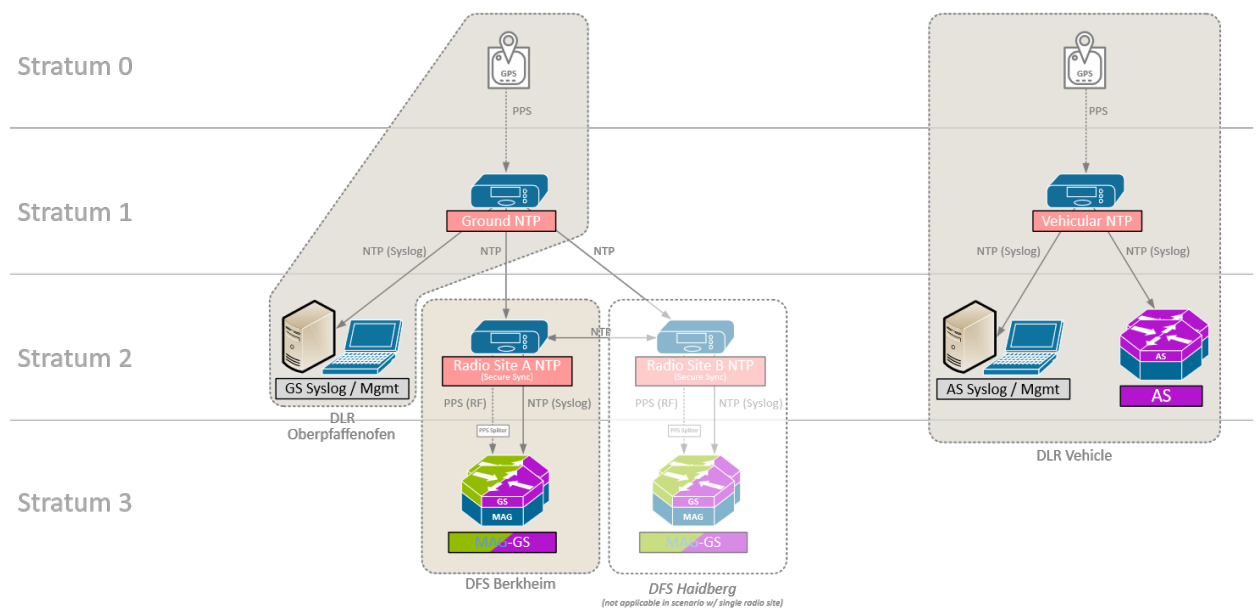 Stratum 0
GPS
PPS
GPS
PPS
Stratum 1
Ground NTP
Vehicular NTP
NTP (Syslog)
NTP
NTP
NTP (Syslog)
NTP
Stratum 2
NTP
Radio Site A NTP
(Secure Sync)
Radio Site B NTP
(Secure Sync)
AS
GS Syslog / Mgmt
AS Syslog / Mgmt
AS
DLR
Oberpfaffenofen
PPS (RF)
NTP (Syslog)
PPS (RF)
NTP (Syslog)
PPS Splitter
PPS Splitter
DLR Vehicle
Stratum 3
GS
MAG
GS
MAG
MAG-GS
MAG-GS
DFS Berkheim
DFS Haidberg
(not applicable in scenario w/ single radio site)